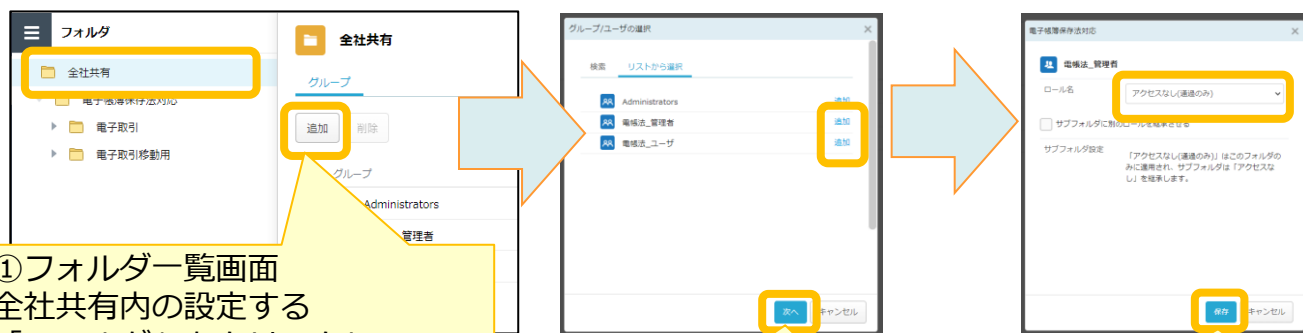 フォルダ
全社共有
電子帳簿保存法対応
電子取引
電子取引移動用
全社共有
グループ
追加
削除
グループ
Administrators
管理者
①フォルダ一覧画面
全社共有内の設定する
グループ/ユーザの選択
×
検索
リストから選択
Administrators
追加
電帳法_管理者
追加
電帳法_ユーザ
追加
次へ
キャンセル
電子帳簿保存法対応
×
電帳法_管理者
ロール名
アクセスなし(通過のみ)
サブフォルダに別のロールを継承させる
サブフォルダ設定
「アクセスなし(通過のみ)」はこのフォルダの
みに適用され、サブフォルダは「アクセスな
し」を継承します。
保存
キャンセル